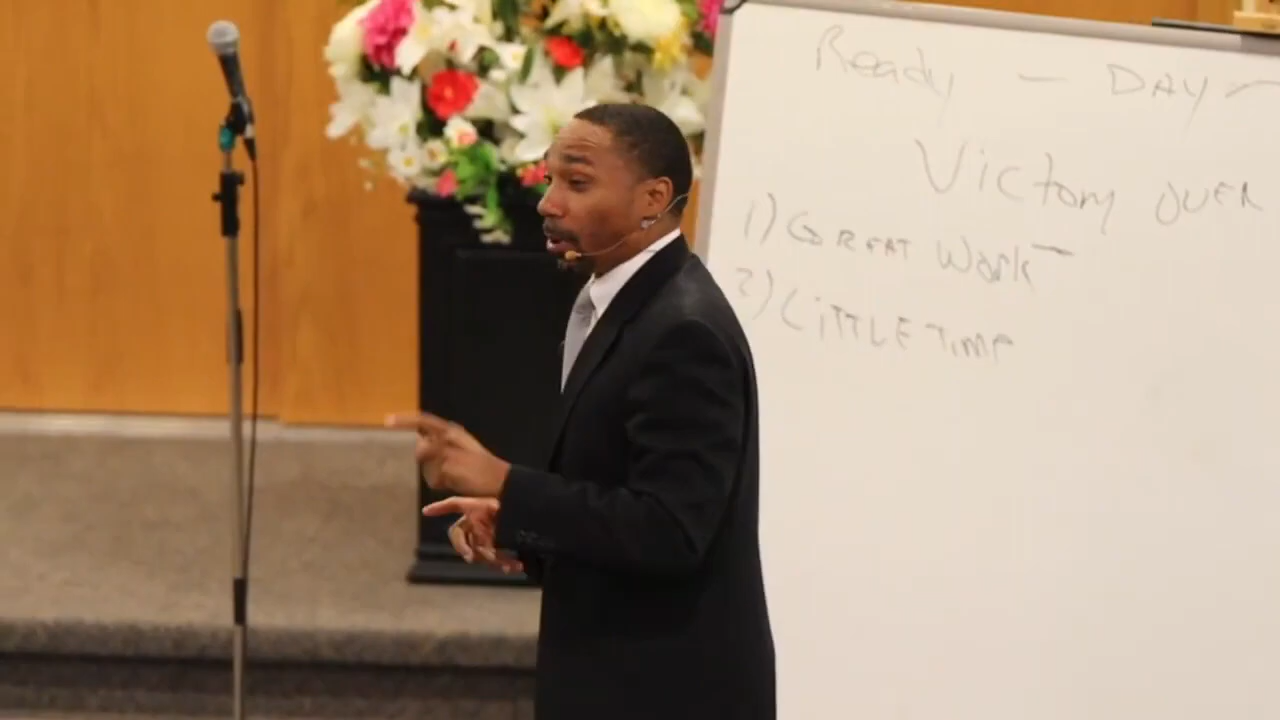 Ready - DAY -
Victory OVER
1) GREAT Work -
2) LITTLE TIME